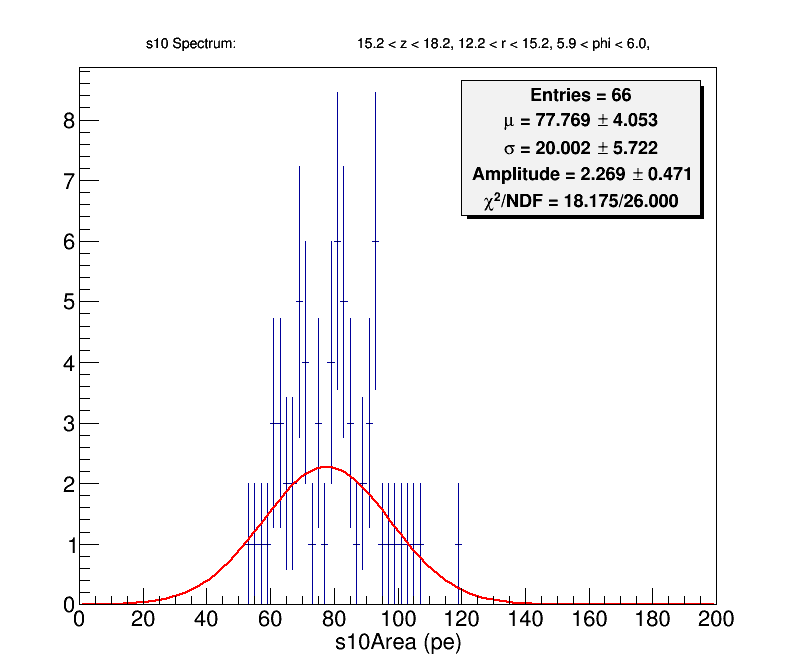 s10 Spectrum: 15.2 < z < 18.2, 12.2 < r < 15.2, 5.9 < phi < 6.0,
Entries = 66
μ = 77.769 ± 4.053
σ = 20.002 ± 5.722
Amplitude = 2.269 ± 0.471
χ²/NDF = 18.175/26.000
8
7
6
5
4
3
2
1
0
0 20 40 60 80 100 120 140 160 180 200
s10Area (pe)